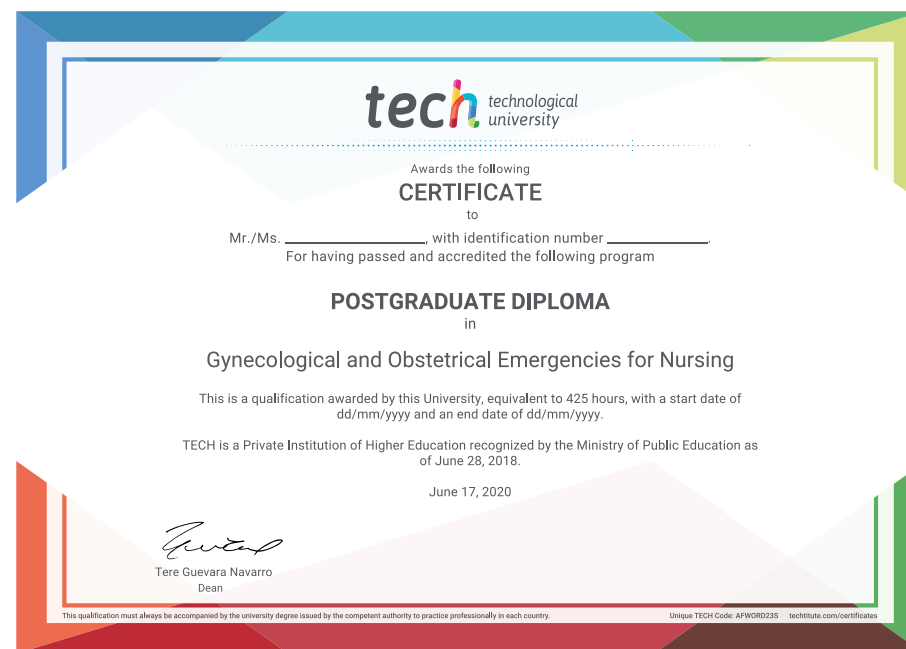 tech technological
university
Awards the following
CERTIFICATE
to
Mr./Ms. ____________, with identification number ____________.
For having passed and accredited the following program
POSTGRADUATE DIPLOMA
in
Gynecological and Obstetrical Emergencies for Nursing
This is a qualification awarded by this University, equivalent to 425 hours, with a start date of
dd/mm/yyyy and an end date of dd/mm/yyyy.
TECH is a Private Institution of Higher Education recognized by the Ministry of Public Education as
of June 28, 2018.
June 17, 2020
Tere Guevara Navarro
Dean
This qualification must always be accompanied by the university degree issued by the competent authority to practice professionally in each country. Unique TECH Code: AFWORD23S techtitute.com/certificates